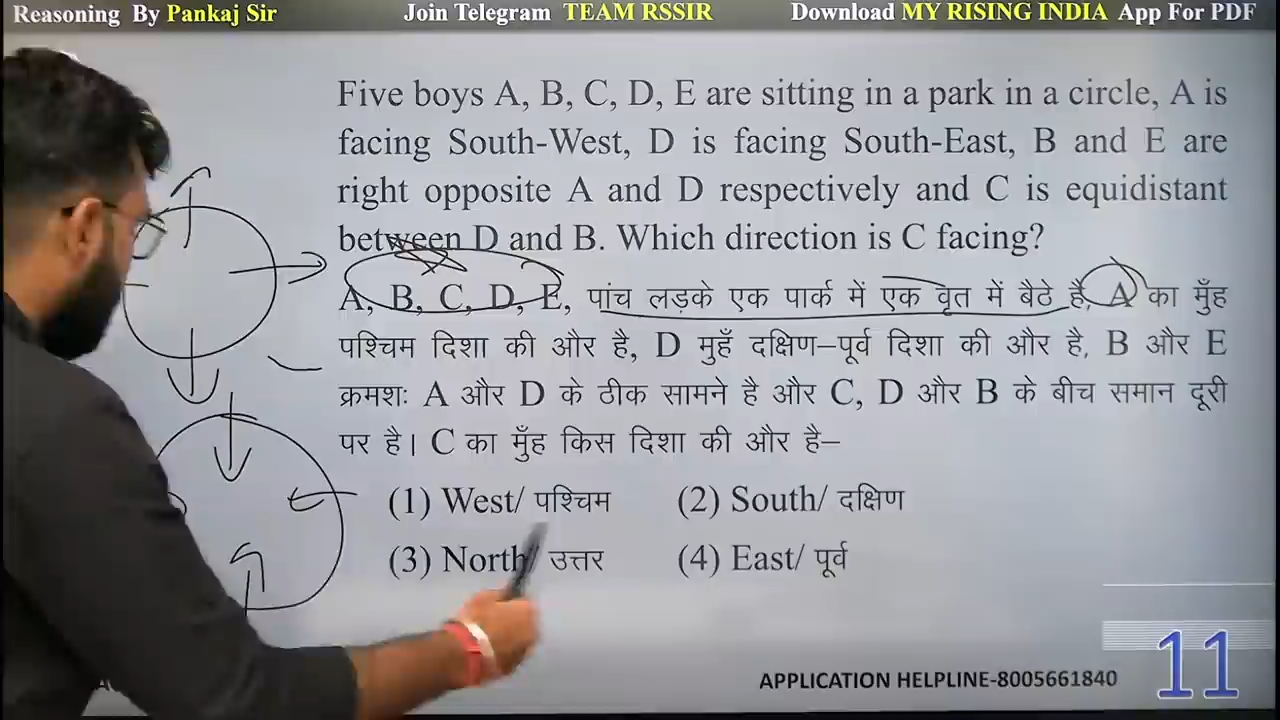 Reasoning By Pankaj Sir Join Telegram TEAM RSSIR Download MY RISING INDIA App For PDF
Five boys A, B, C, D, E are sitting in a park in a circle, A is
facing South-West, D is facing South-East, B and E are
right opposite A and D respectively and C is equidistant
between D and B. Which direction is C facing?
A, B, C, D, E, पांच लड़के एक पार्क में एक वृत में बैठे है, A का मुँह
पश्चिम दिशा की और है, D मुहँ दक्षिण–पूर्व दिशा की और है, B और E
क्रमशः A और D के ठीक सामने है और C, D और B के बीच समान दूरी
पर है। C का मुँह किस दिशा की और है–
(1) West/ पश्चिम (2) South/ दक्षिण
(3) North/ उत्तर (4) East/ पूर्व
11
APPLICATION HELPLINE-8005661840